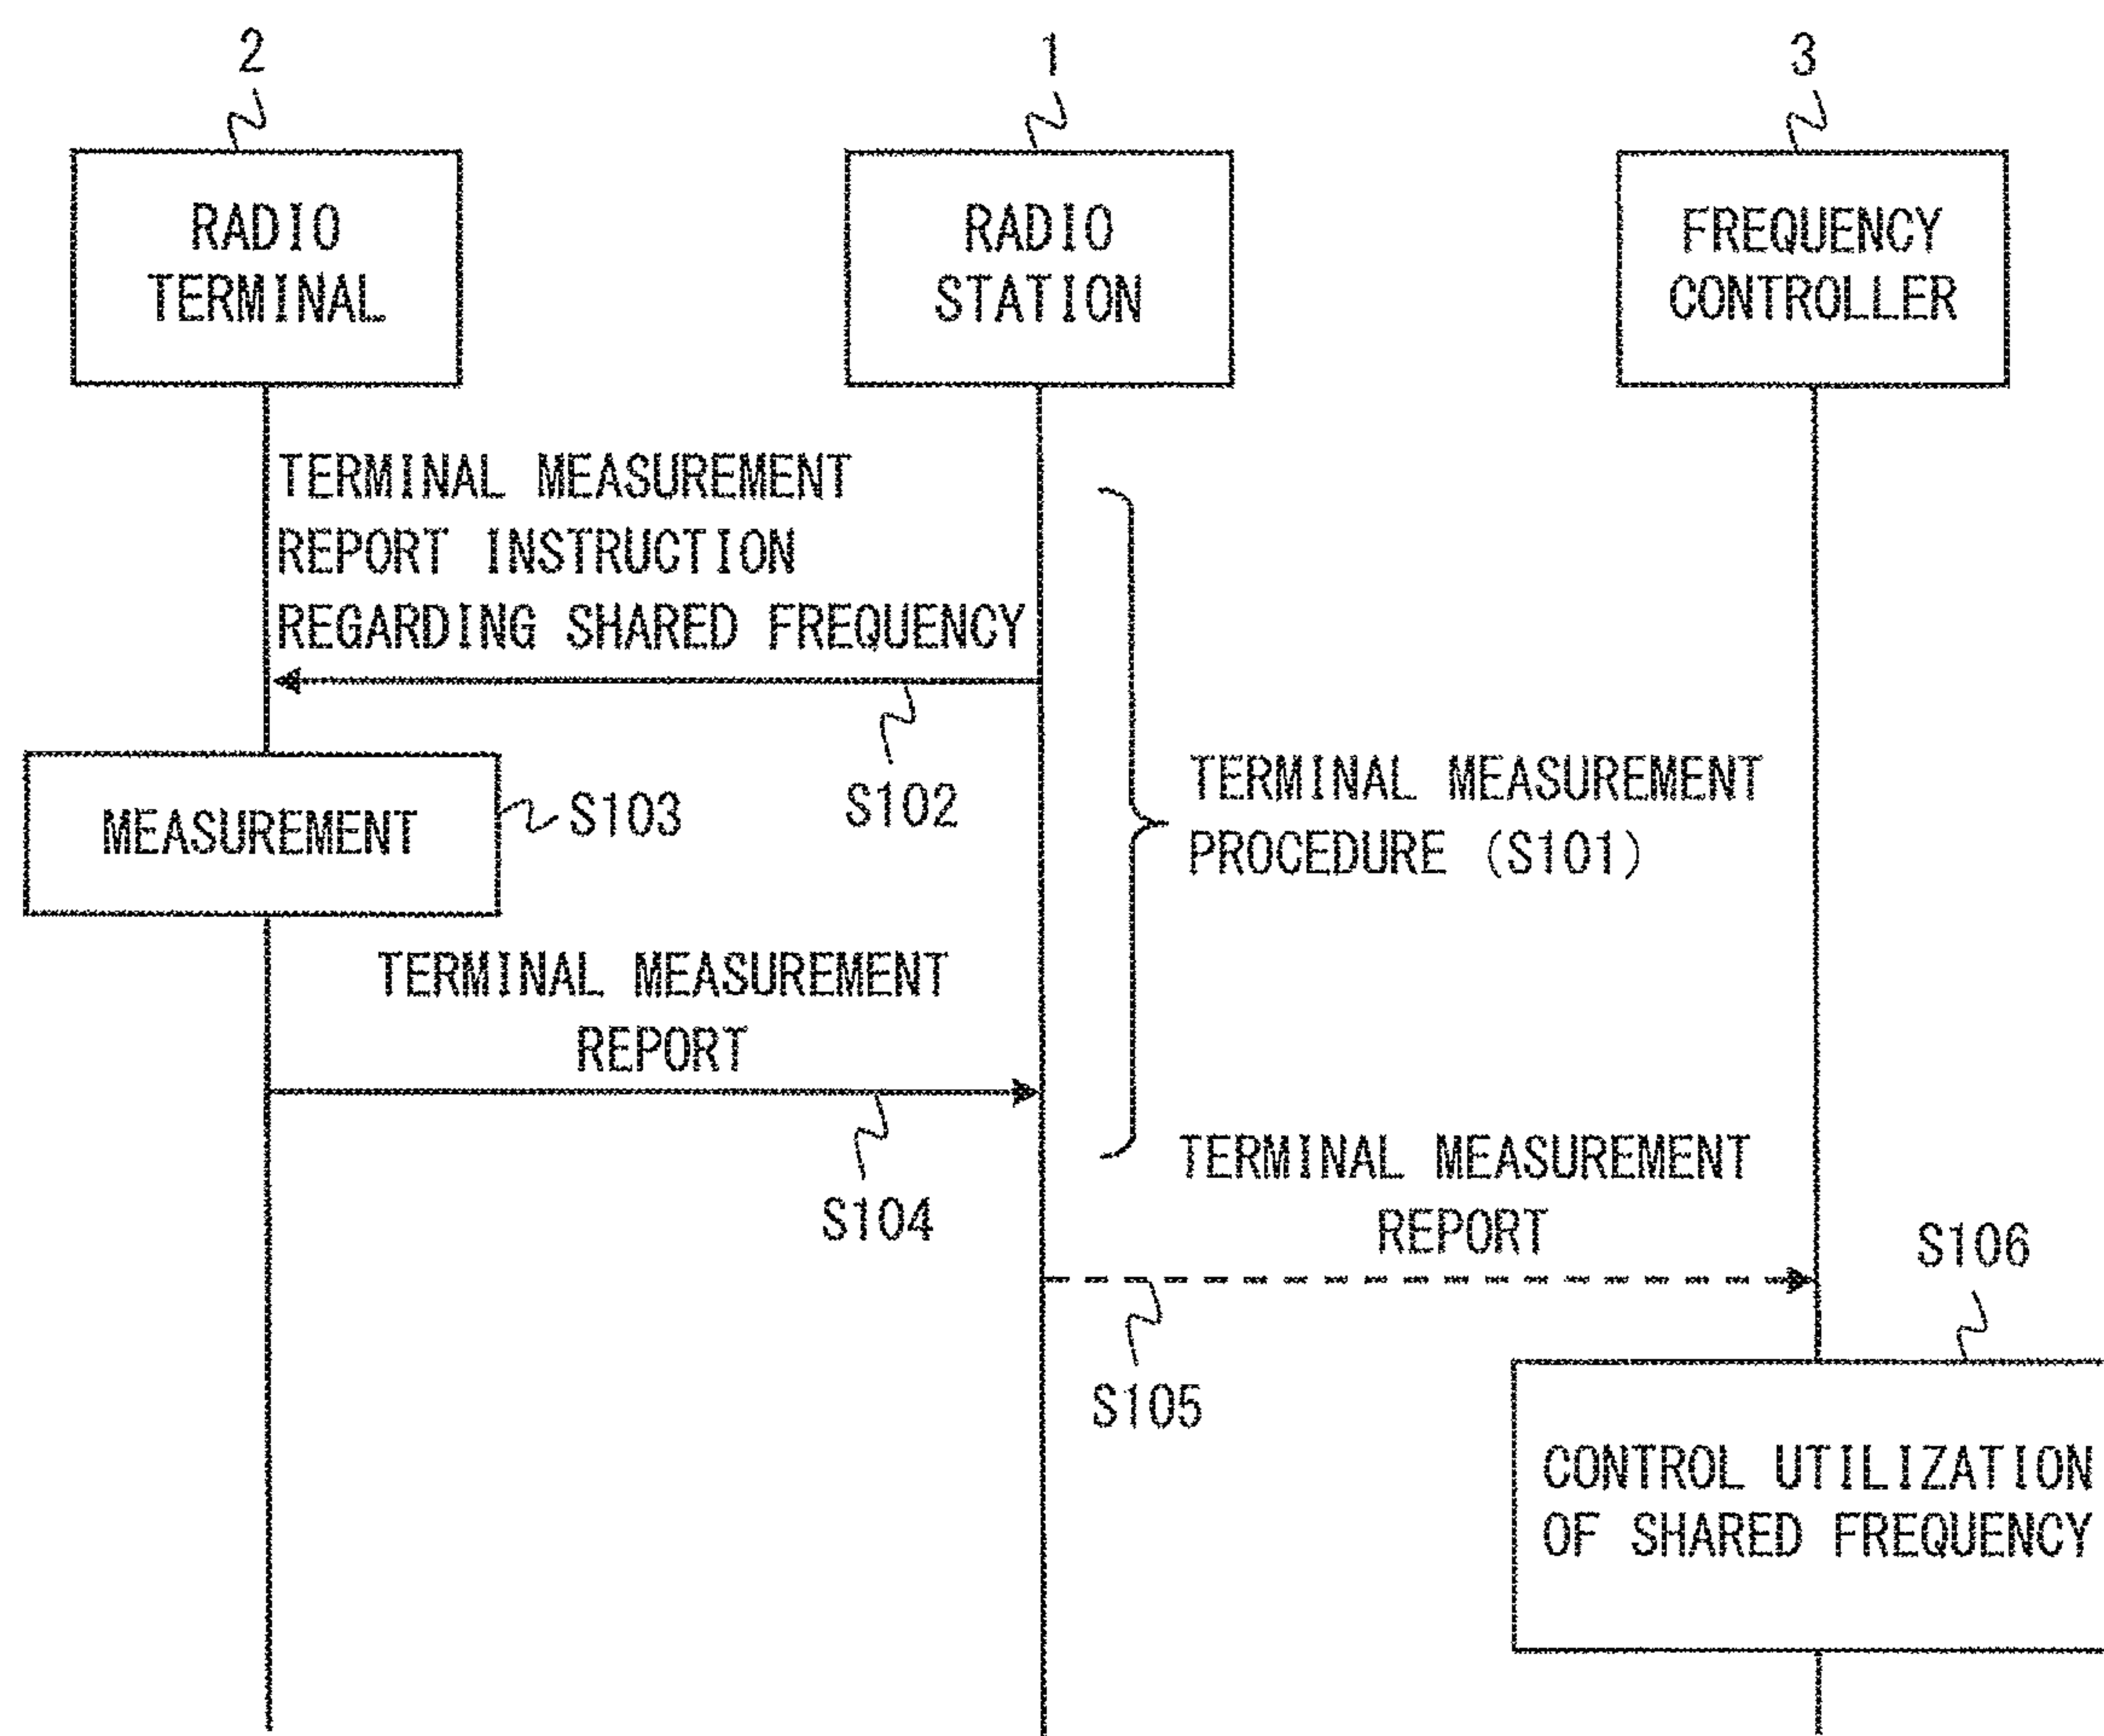 2
1
3
RADIO
TERMINAL
RADIO
STATION
FREQUENCY
CONTROLLER
TERMINAL MEASUREMENT
REPORT INSTRUCTION
REGARDING SHARED FREQUENCY
S102
MEASUREMENT
S103
TERMINAL MEASUREMENT
PROCEDURE (S101)
TERMINAL MEASUREMENT
REPORT
S104
TERMINAL MEASUREMENT
REPORT
S105
S106
CONTROL UTILIZATION
OF SHARED FREQUENCY